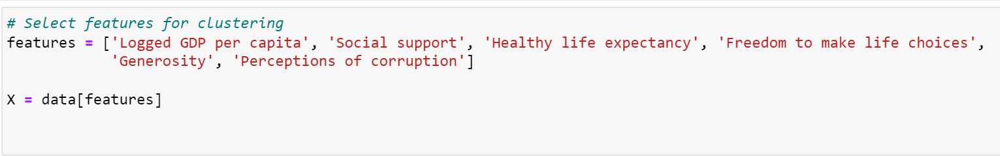 # Select features for clustering
features = ['Logged GDP per capita', 'Social support', 'Healthy life expectancy', 'Freedom to make life choices',
            'Generosity', 'Perceptions of corruption']
X = data[features]